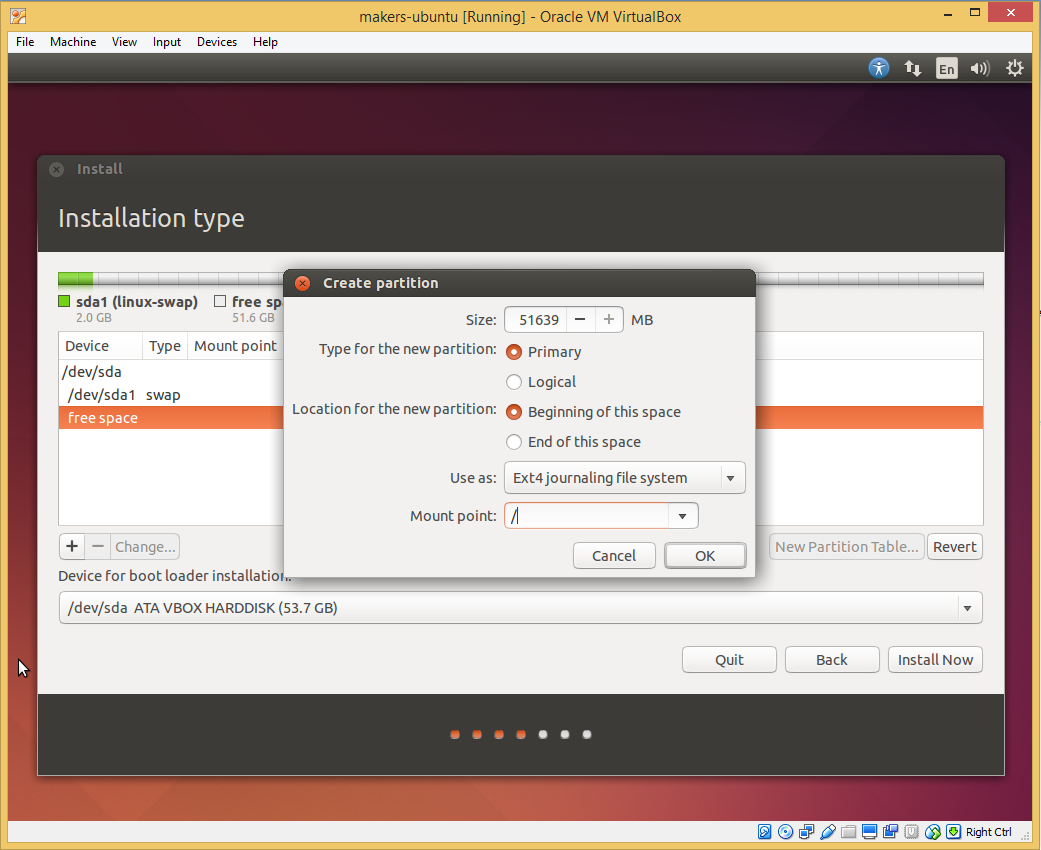 makers-ubuntu [Running] - Oracle VM VirtualBox
File Machine View Input Devices Help
En
Install
Installation type
Create partition
sda1 (linux-swap)
2.0 GB
free sp
51.6 GB
Size: 51639 MB
Type for the new partition: Primary
Logical
Location for the new partition: Beginning of this space
End of this space
Use as: Ext4 journaling file system
Mount point: /
Cancel OK
Device Type Mount point
/dev/sda
/dev/sda1 swap
free space
+ − Change... New Partition Table... Revert
Device for boot loader installation:
/dev/sda ATA VBOX HARDDISK (53.7 GB)
Quit Back Install Now
Right Ctrl